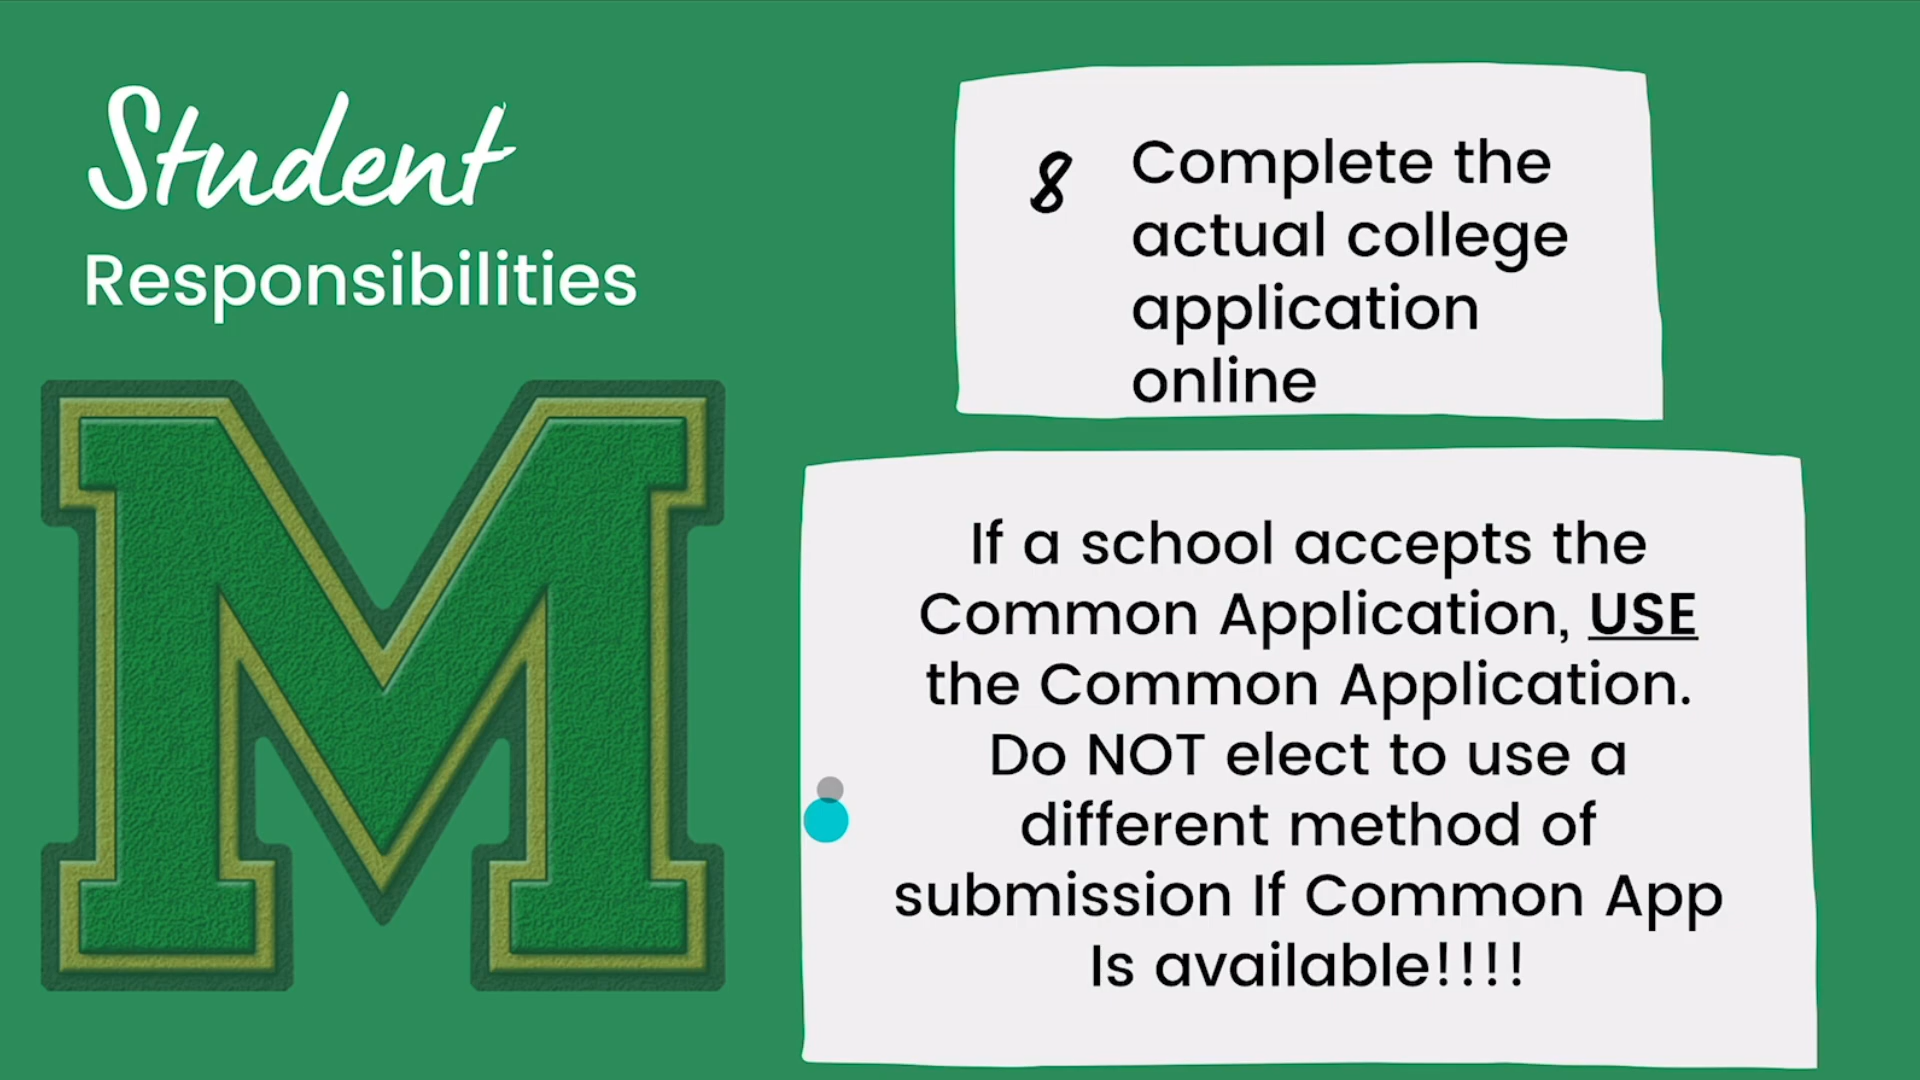 Student
Responsibilities
M
8
Complete the
actual college
application
online
If a school accepts the
Common Application, USE
the Common Application.
Do NOT elect to use a
different method of
submission If Common App
Is available!!!!